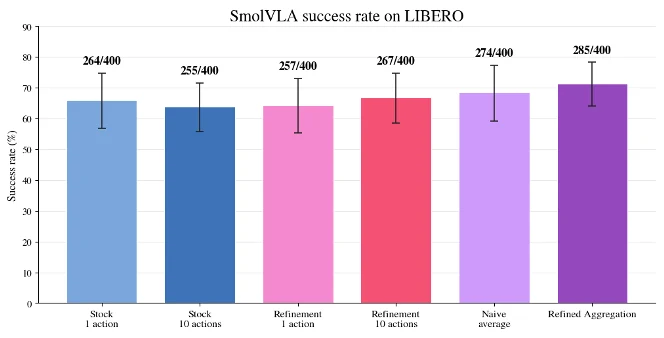 SmolVLA success rate on LIBERO
Success rate (%)
90
80
70
60
50
40
30
20
10
0
264/400
255/400
257/400
267/400
274/400
285/400
Stock
1 action
Stock
10 actions
Refinement
1 action
Refinement
10 actions
Naive
average
Refined Aggregation